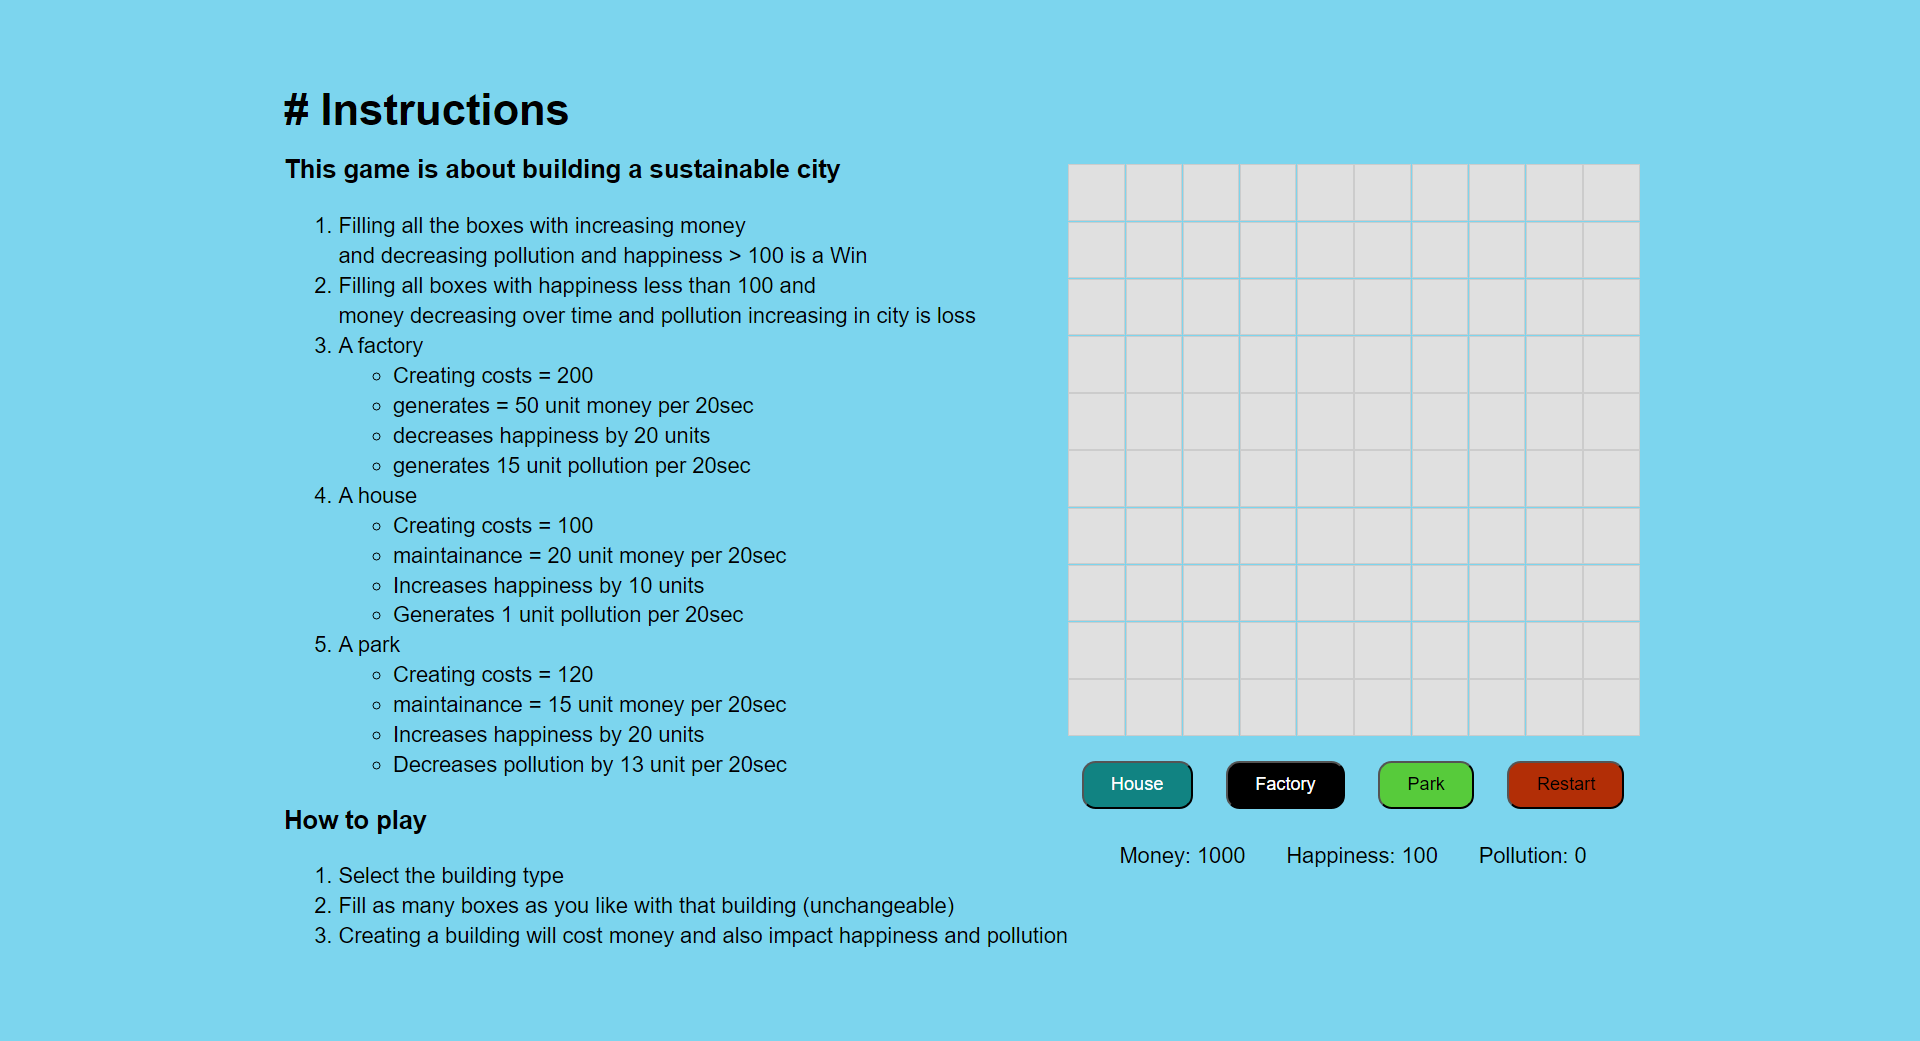 # Instructions
This game is about building a sustainable city
1. Filling all the boxes with increasing money
and decreasing pollution and happiness > 100 is a Win
2. Filling all boxes with happiness less than 100 and
money decreasing over time and pollution increasing in city is loss
3. A factory
◦ Creating costs = 200
◦ generates = 50 unit money per 20sec
◦ decreases happiness by 20 units
◦ generates 15 unit pollution per 20sec
4. A house
◦ Creating costs = 100
◦ maintainance = 20 unit money per 20sec
◦ Increases happiness by 10 units
◦ Generates 1 unit pollution per 20sec
5. A park
◦ Creating costs = 120
◦ maintainance = 15 unit money per 20sec
◦ Increases happiness by 20 units
◦ Decreases pollution by 13 unit per 20sec
How to play
1. Select the building type
2. Fill as many boxes as you like with that building (unchangeable)
3. Creating a building will cost money and also impact happiness and pollution
House Factory Park Restart
Money: 1000 Happiness: 100 Pollution: 0